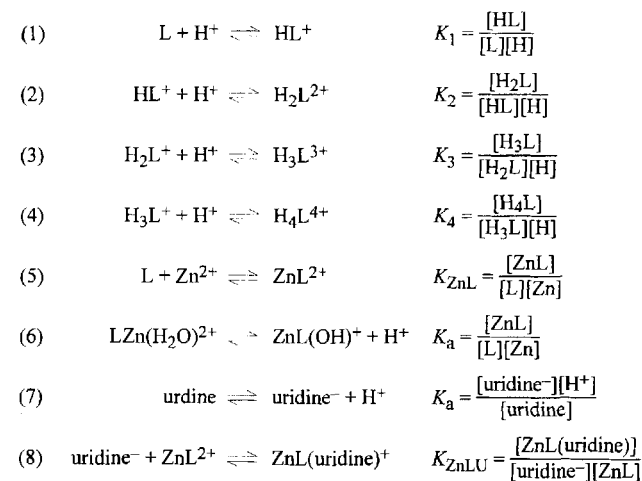 (1) L + H⁺ ⇌ HL⁺ K₁ = [HL] / [L][H]
(2) HL⁺ + H⁺ ⇌ H₂L²⁺ K₂ = [H₂L] / [HL][H]
(3) H₂L⁺ + H⁺ ⇌ H₃L³⁺ K₃ = [H₃L] / [H₂L][H]
(4) H₃L⁺ + H⁺ ⇌ H₄L⁴⁺ K₄ = [H₄L] / [H₃L][H]
(5) L + Zn²⁺ ⇌ ZnL²⁺ K_ZnL = [ZnL] / [L][Zn]
(6) LZn(H₂O)²⁺ ⇌ ZnL(OH)⁺ + H⁺ Kₐ = [ZnL] / [L][Zn]
(7) urdine ⇌ uridine⁻ + H⁺ Kₐ = [uridine⁻][H⁺] / [uridine]
(8) uridine⁻ + ZnL²⁺ ⇌ ZnL(uridine)⁺ K_ZnLU = [ZnL(uridine)] / [uridine⁻][ZnL]